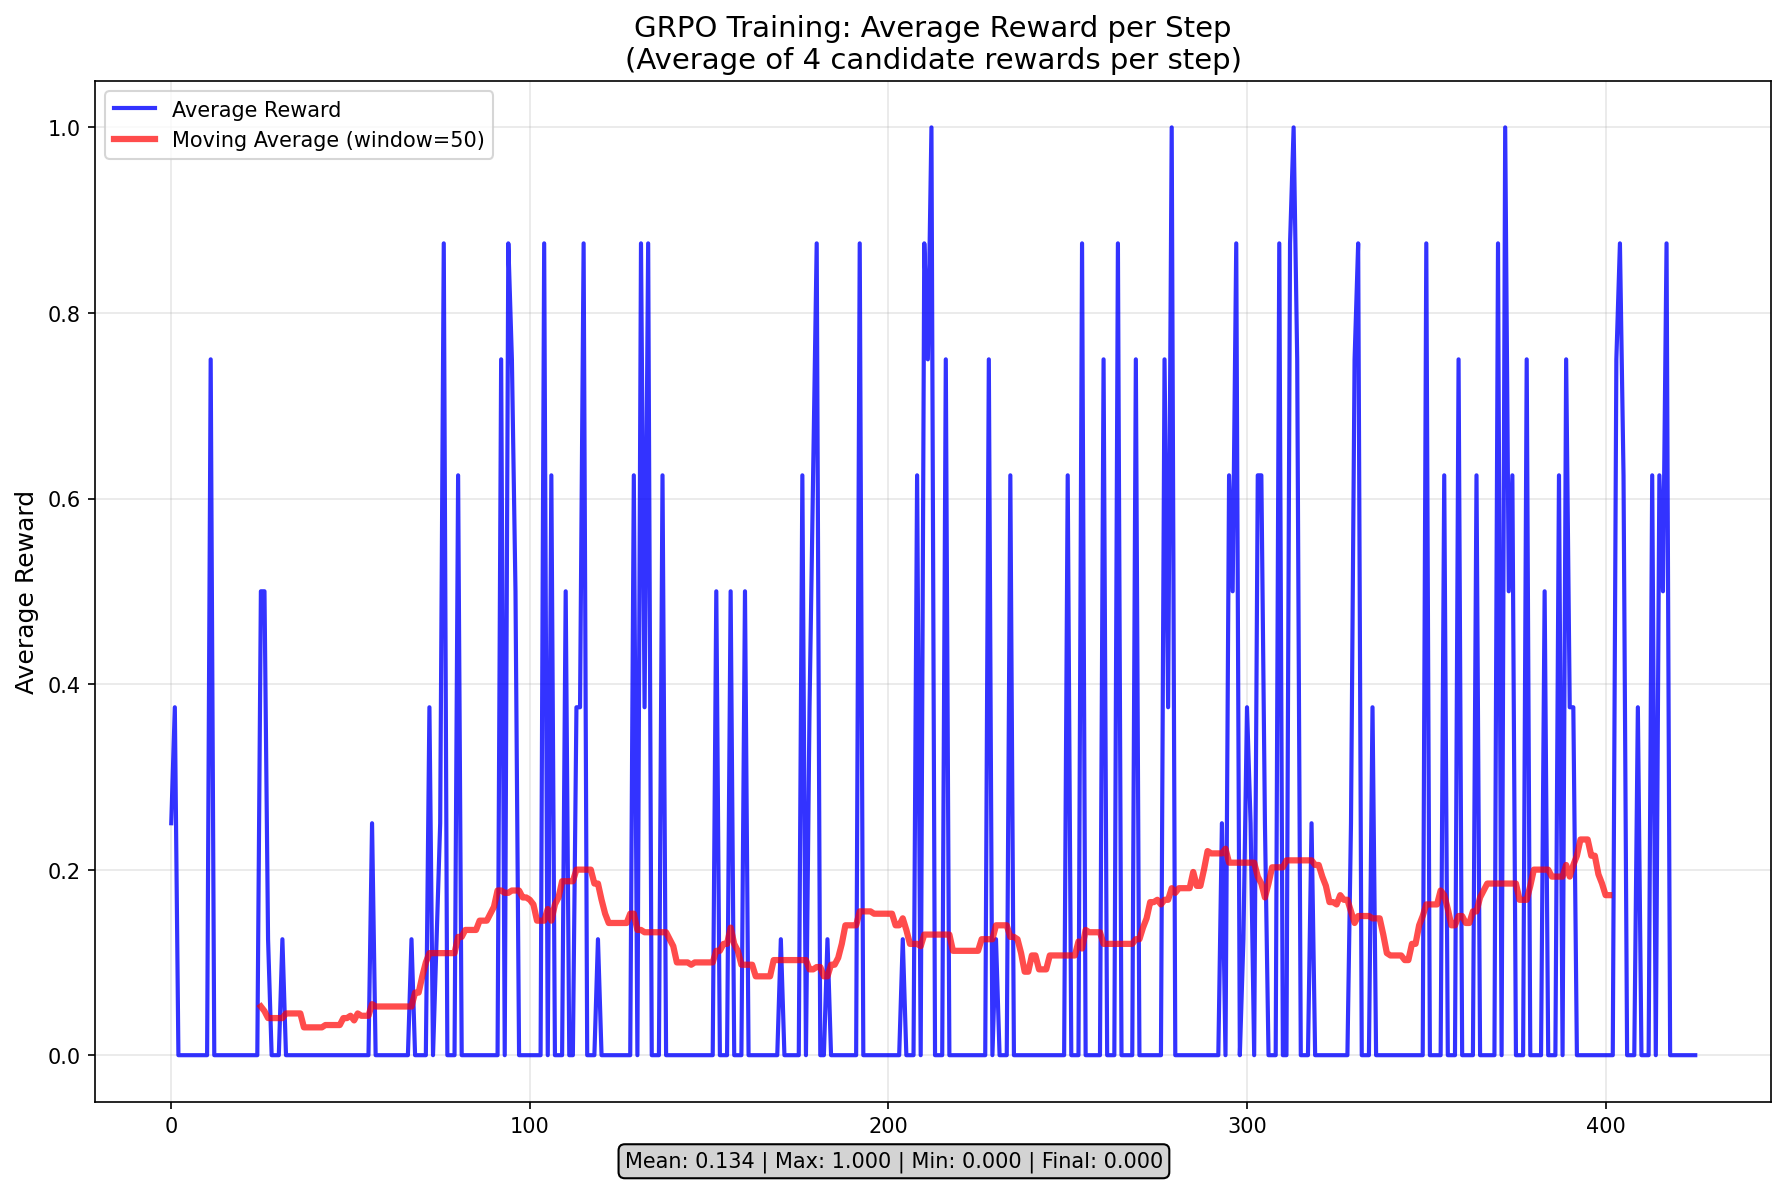 GRPO Training: Average Reward per Step
(Average of 4 candidate rewards per step)
Average Reward
Moving Average (window=50)
Average Reward
1.0
0.8
0.6
0.4
0.2
0.0
0
100
200
300
400
Mean: 0.134 | Max: 1.000 | Min: 0.000 | Final: 0.000